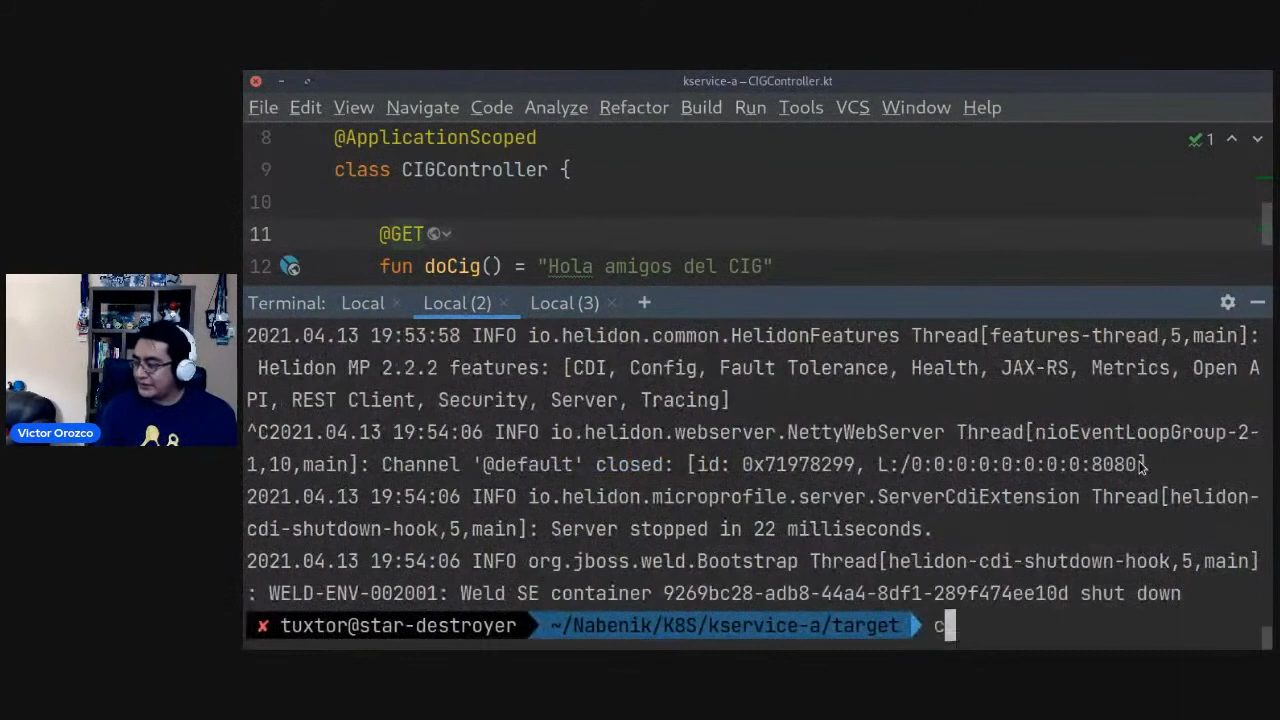 kservice-a – CIGController.kt
File Edit View Navigate Code Analyze Refactor Build Run Tools VCS Window Help
8 @ApplicationScoped
1
9 class CIGController {
10
11 @GET
12 fun doCig() = "Hola amigos del CIG"
Terminal: Local × Local (2) × Local (3) × +
2021.04.13 19:53:58 INFO io.helidon.common.HelidonFeatures Thread[features-thread,5,main]:
Helidon MP 2.2.2 features: [CDI, Config, Fault Tolerance, Health, JAX-RS, Metrics, Open A
PI, REST Client, Security, Server, Tracing]
^C2021.04.13 19:54:06 INFO io.helidon.webserver.NettyWebServer Thread[nioEventLoopGroup-2-
1,10,main]: Channel '@default' closed: [id: 0x71978299, L:/0:0:0:0:0:0:0:0:8080]
2021.04.13 19:54:06 INFO io.helidon.microprofile.server.ServerCdiExtension Thread[helidon-
cdi-shutdown-hook,5,main]: Server stopped in 22 milliseconds.
2021.04.13 19:54:06 INFO org.jboss.weld.Bootstrap Thread[helidon-cdi-shutdown-hook,5,main]
: WELD-ENV-002001: Weld SE container 9269bc28-adb8-44a4-8df1-289f474ee10d shut down
✘ tuxtor@star-destroyer ~/Nabenik/K8S/kservice-a/target c
Victor Orozco